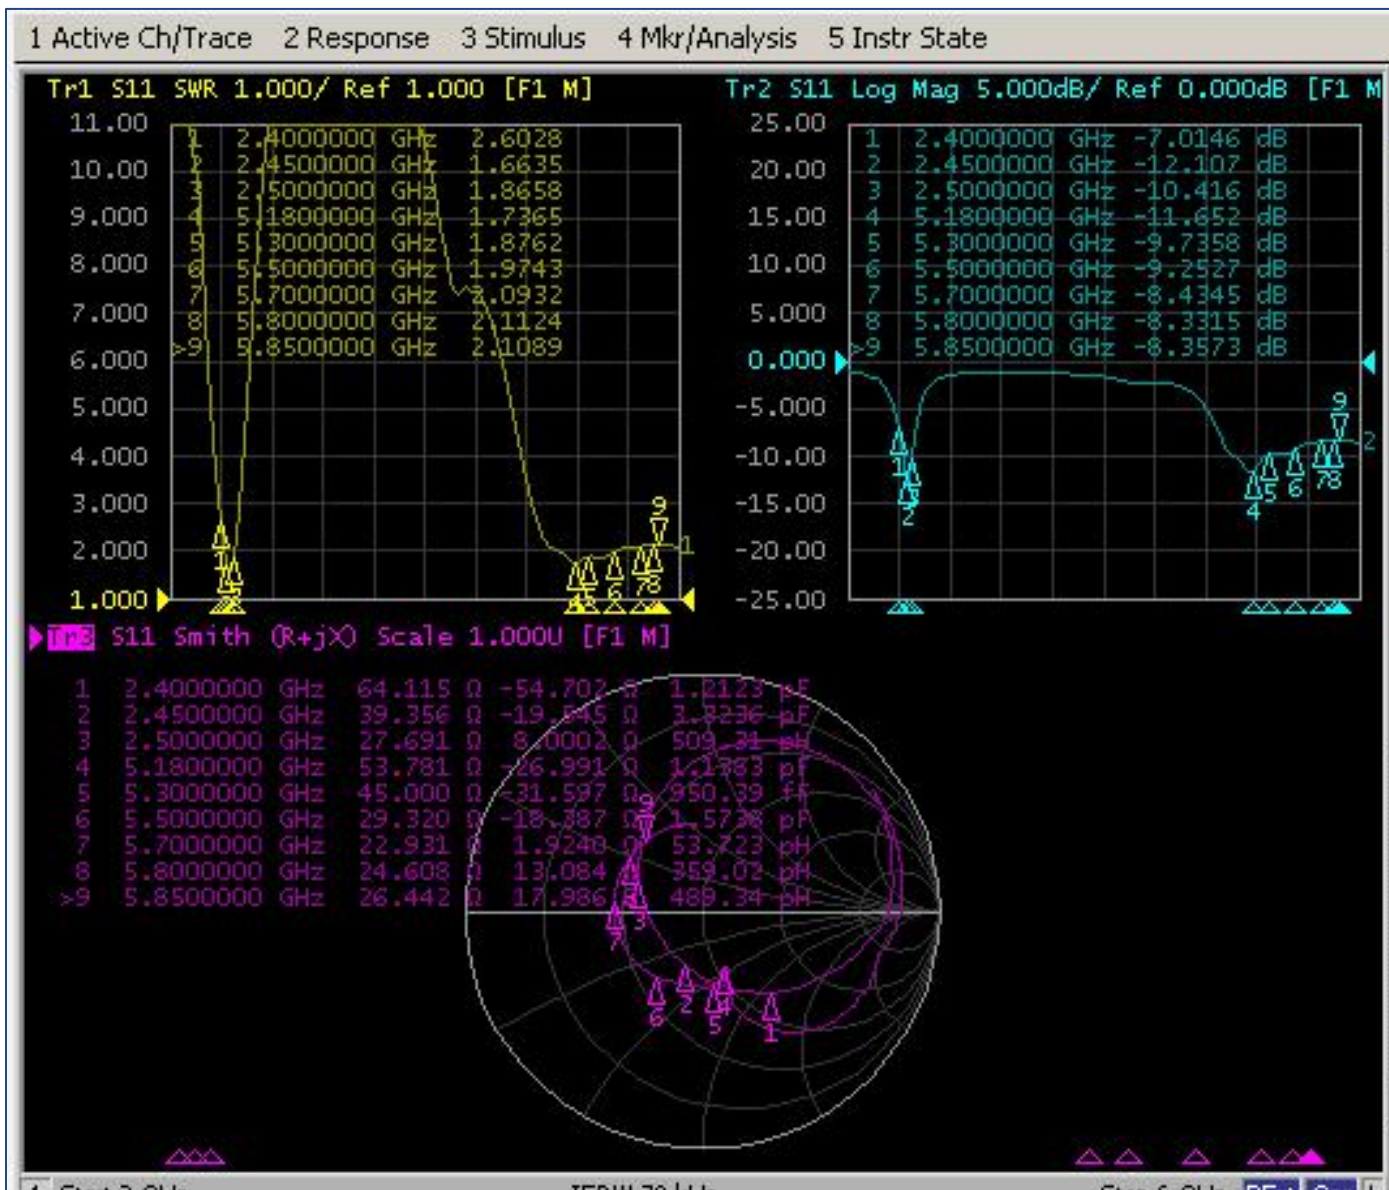 1 Active Ch/Trace 2 Response 3 Stimulus 4 Mkr/Analysis 5 Instr State
Tr1 S11 SWR 1.000/ Ref 1.000 [F1 M]
11.00
10.00
9.000
8.000
7.000
6.000
5.000
4.000
3.000
2.000
1.000
1 2.4000000 GHz 2.6028
2 2.4500000 GHz 1.6635
3 2.5000000 GHz 1.8658
4 5.1800000 GHz 1.7365
5 5.3000000 GHz 1.8762
6 5.5000000 GHz 1.9743
7 5.7000000 GHz 2.0932
8 5.8000000 GHz 2.1124
>9 5.8500000 GHz 2.1089
Tr2 S11 Log Mag 5.000dB/ Ref 0.000dB [F1 M
25.00
20.00
15.00
10.00
5.000
0.000
-5.000
-10.00
-15.00
-20.00
-25.00
1 2.4000000 GHz -7.0146 dB
2 2.4500000 GHz -12.107 dB
3 2.5000000 GHz -10.416 dB
4 5.1800000 GHz -11.652 dB
5 5.3000000 GHz -9.7358 dB
6 5.5000000 GHz -9.2527 dB
7 5.7000000 GHz -8.4345 dB
8 5.8000000 GHz -8.3315 dB
>9 5.8500000 GHz -8.3573 dB
Tr3 S11 Smith (R+jX) Scale 1.000U [F1 M]
1 2.4000000 GHz 64.115 Ω -54.702 Ω 1.2123 pF
2 2.4500000 GHz 39.356 Ω pF
3 2.5000000 GHz 27.691 Ω 8.0002 Ω 509.31 pH
4 5.1800000 GHz 53.781 Ω -26.991 Ω 1.1383 pF
5 5.3000000 GHz 45.000 Ω -31.597 Ω 950.39 fF
6 5.5000000 GHz 29.320 Ω -18.387 Ω 1.5738 pF
7 5.7000000 GHz 22.931 Ω 1.9240 Ω 53.723 pH
8 5.8000000 GHz 24.608 Ω 13.084 Ω 359.02 pH
>9 5.8500000 GHz 26.442 Ω 17.986 Ω 489.34 pH